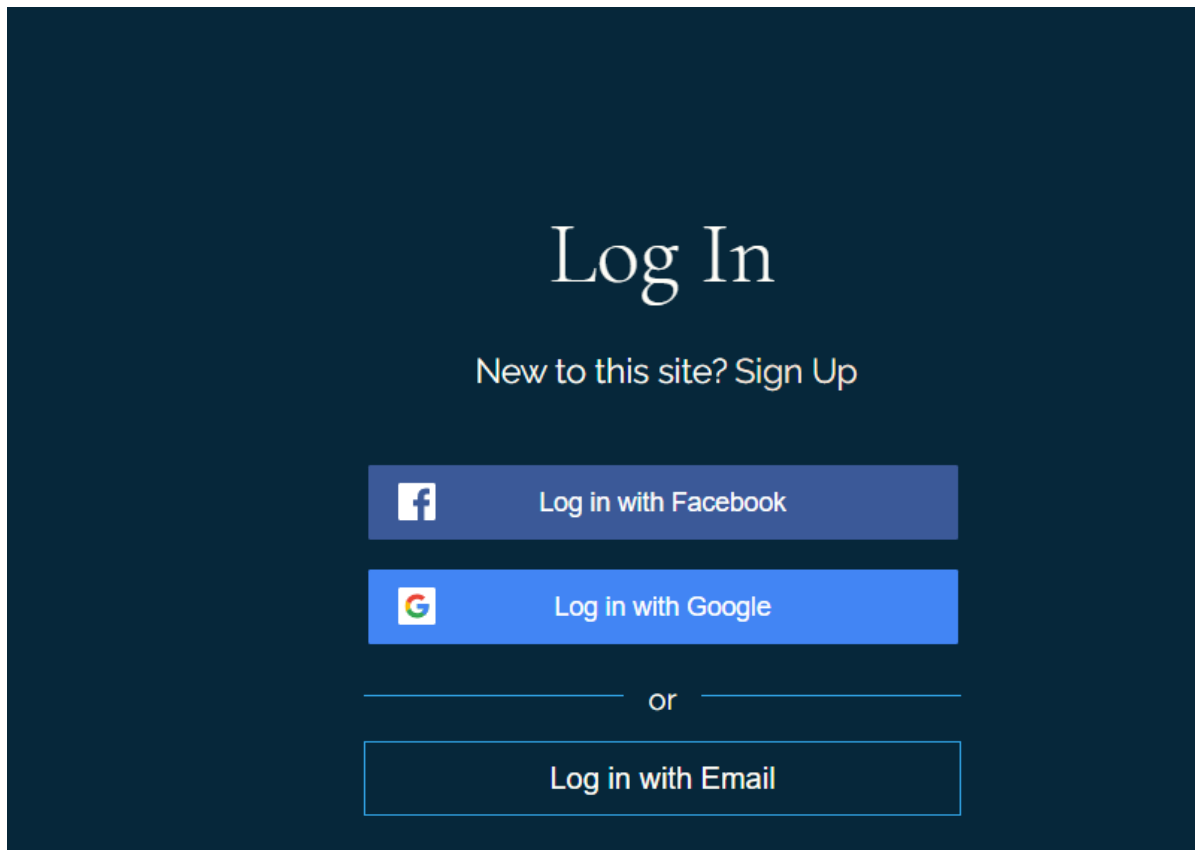 Log In
New to this site? Sign Up
Log in with Facebook
Log in with Google
or
Log in with Email